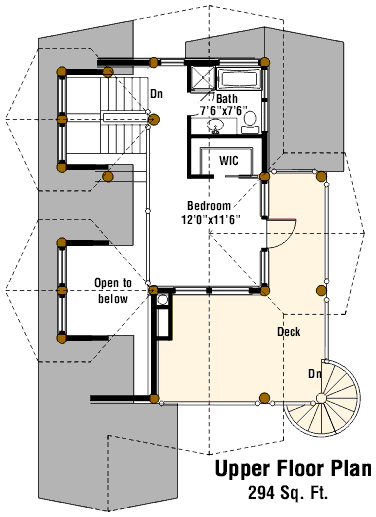 Dn
Bath
7'6"x7'6"
WIC
Bedroom
12'0"x11'6"
Open to
below
Deck
Dn
Upper Floor Plan
294 Sq. Ft.